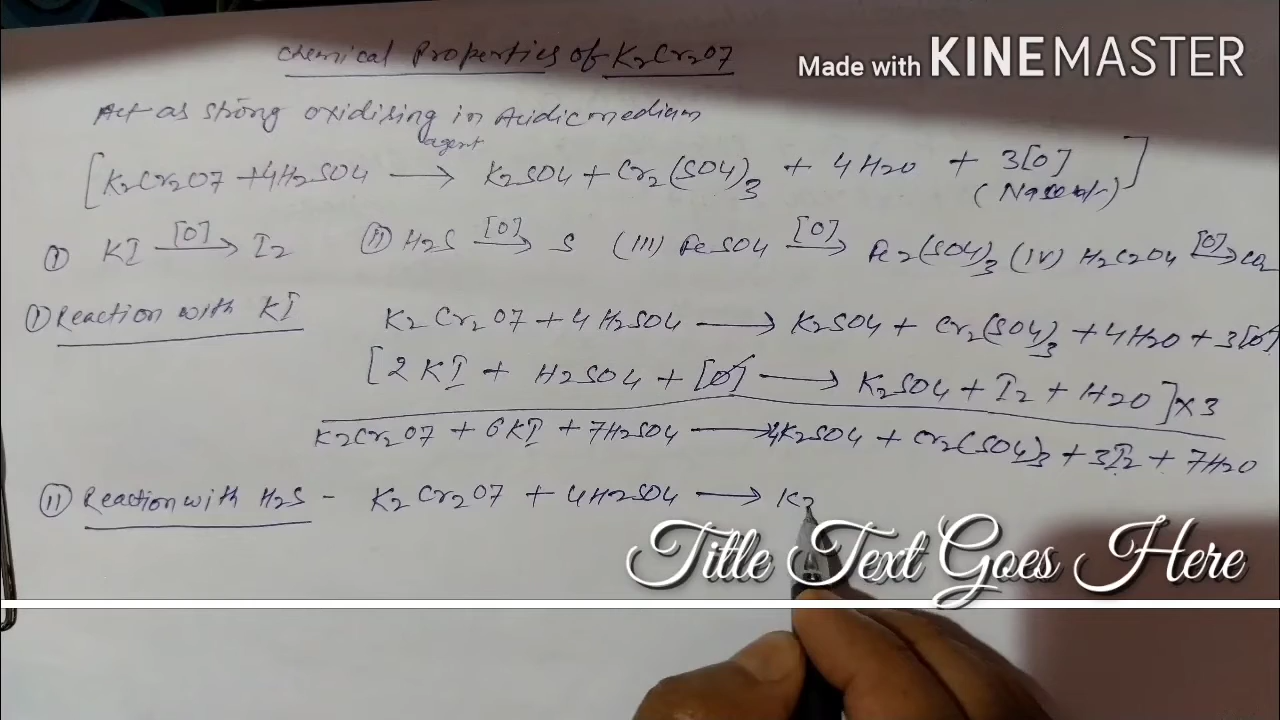 Chemical Properties of K2Cr2O7
Made with KINEMASTER
Act as strong oxidising agent in Acidic medium
[K2Cr2O7 + 4H2SO4 → K2SO4 + Cr2(SO4)3 + 4H2O + 3[O]]
I KI [O]→ I2 II H2S [O]→ S (III) FeSO4 [O]→ Fe2(SO4)3 (IV) H2C2O4 [O]→ CO2
I Reaction with KI K2Cr2O7 + 4H2SO4 → K2SO4 + Cr2(SO4)3 + 4H2O + 3[O]
[2KI + H2SO4 + [O] → K2SO4 + I2 + H2O] × 3
K2Cr2O7 + 6KI + 7H2SO4 → 4K2SO4 + Cr2(SO4)3 + 3I2 + 7H2O
II Reaction with H2S - K2Cr2O7 + 4H2SO4 → K2
Title Text Goes Here